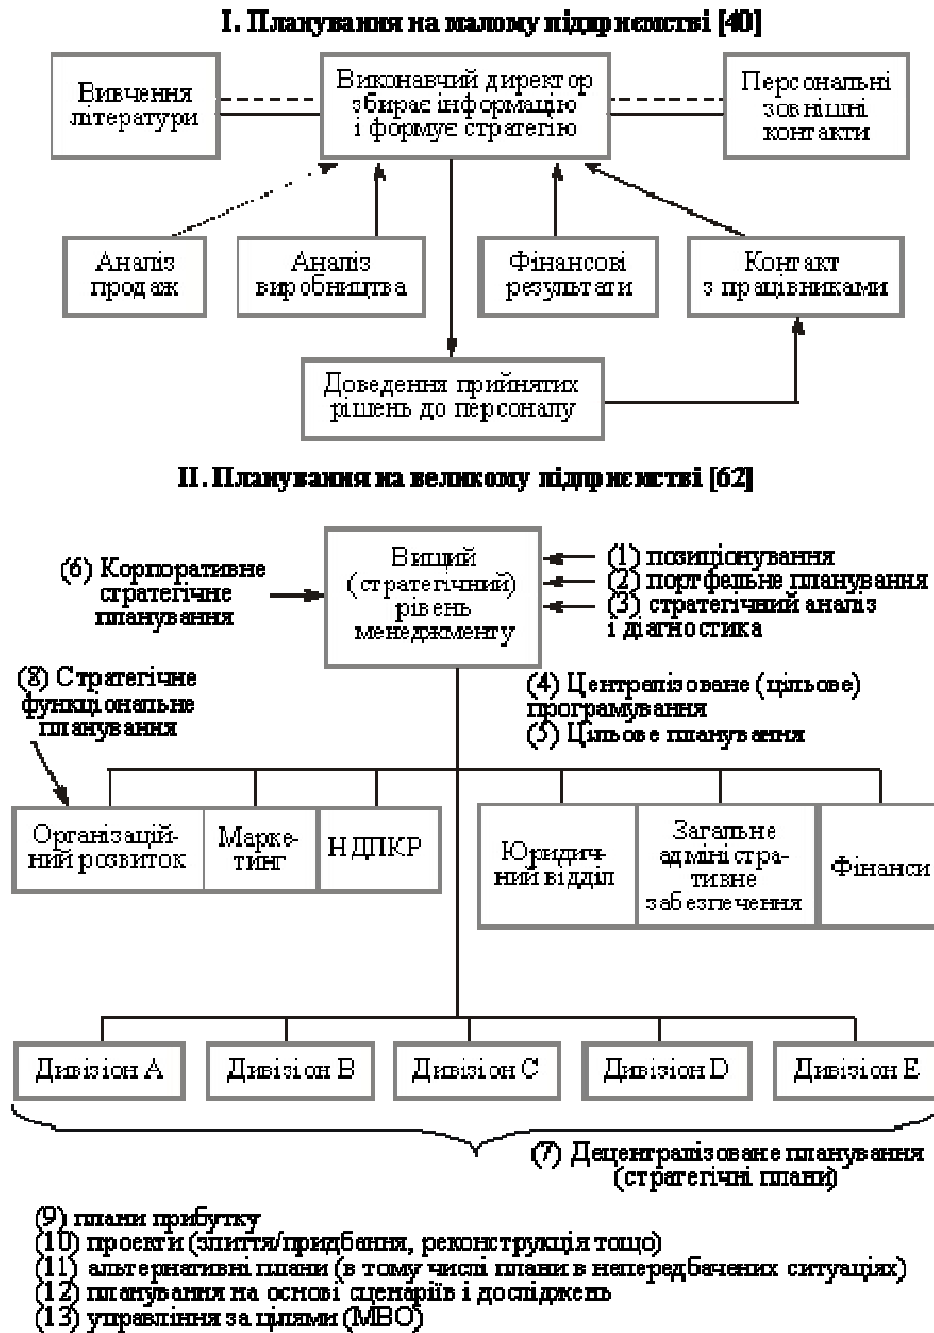 I. Планування на малому підприємстві [40]
Вивчення
літератури
Виконавчий директор
збирає інформацію
і формує стратегію
Персональні
зовнішні
контакти
Аналіз
продаж
Аналіз
виробництва
Фінансові
результати
Контакт
з працівниками
Доведення прийнятих
рішень до персоналу
II. Планування на великому підприємстві [62]
(6) Корпоративне
стратегічне
планування
Вищий
(стратегічний)
рівень
менеджменту
(1) позиціонування
(2) портфельне планування
(3) стратегічний аналіз
і діагностика
(8) Стратегічне
функціональне
планування
(4) Централізоване (цільове)
програмування
(5) Цільове планування
Організацій-
ний розвиток
Марке-
тинг
НДПКР
Юридич-
ний відділ
Загальне
адміністра-
тивне
забезпечення
Фінанси
Дивізіон A
Дивізіон B
Дивізіон C
Дивізіон D
Дивізіон E
(7) Децентралізоване планування
(стратегічні плани)
(9) плани прибутку
(10) проекти (злиття/придбання, реконструкція тощо)
(11) альтернативні плани (в тому числі плани в непередбачених ситуаціях)
(12) планування на основі сценаріїв і досліджень
(13) управління за цілями (МВО)